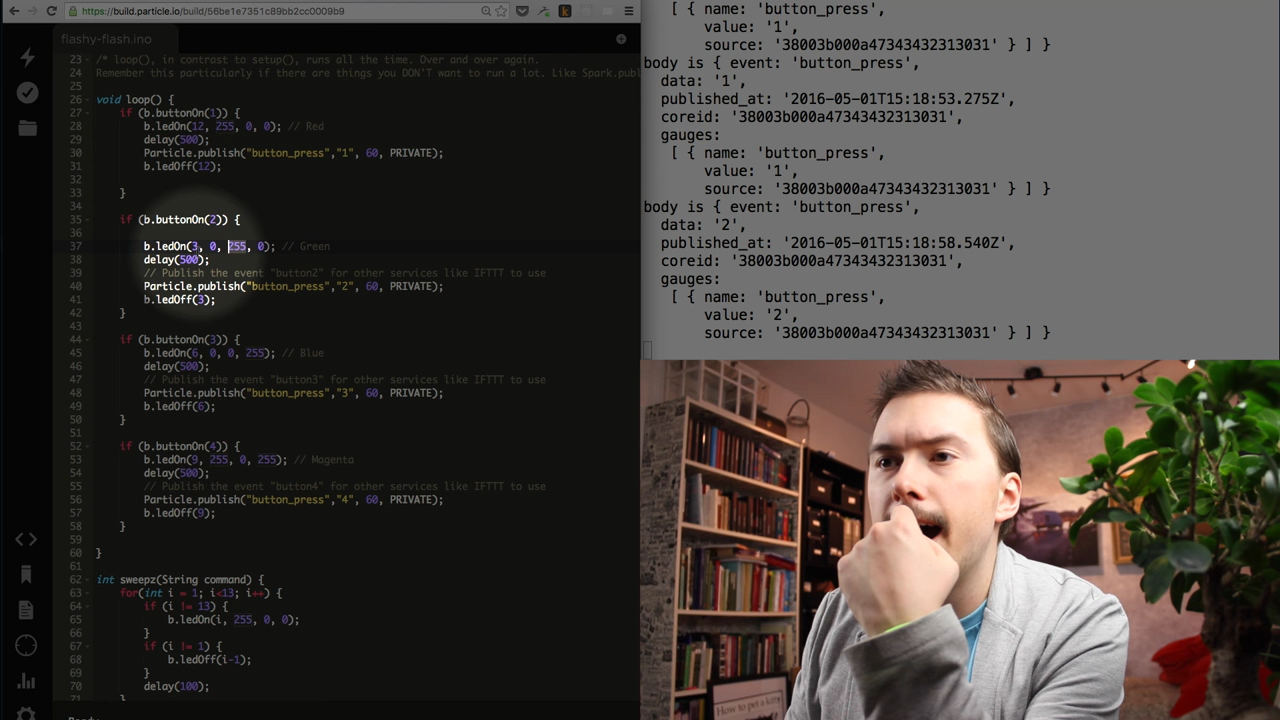 https://build.particle.io/build/56be1e7351c89bb2cc0009b9
flashy-flash.ino
23 /* loop(), in contrast to setup(), runs all the time. Over and over again.
24 Remember this particularly if there are things you DON'T want to run a lot. Like Spark.publ
25
26 void loop() {
27 if (b.buttonOn(1)) {
28 b.ledOn(12, 255, 0, 0); // Red
29 delay(500);
30 Particle.publish("button_press","1", 60, PRIVATE);
31 b.ledOff(12);
32
33 }
34
35 if (b.buttonOn(2)) {
36
37 b.ledOn(3, 0, 255, 0); // Green
38 delay(500);
39 // Publish the event "button2" for other services like IFTTT to use
40 Particle.publish("button_press","2", 60, PRIVATE);
41 b.ledOff(3);
42 }
43
44 if (b.buttonOn(3)) {
45 b.ledOn(6, 0, 0, 255); // Blue
46 delay(500);
47 // Publish the event "button3" for other services like IFTTT to use
48 Particle.publish("button_press","3", 60, PRIVATE);
49 b.ledOff(6);
50 }
51
52 if (b.buttonOn(4)) {
53 b.ledOn(9, 255, 0, 255); // Magenta
54 delay(500);
55 // Publish the event "button4" for other services like IFTTT to use
56 Particle.publish("button_press","4", 60, PRIVATE);
57 b.ledOff(9);
58 }
59
60 }
61
62 int sweepz(String command) {
63 for(int i = 1; i<13; i++) {
64 if (i != 13) {
65 b.ledOn(i, 255, 0, 0);
66 }
67 if (i != 1) {
68 b.ledOff(i-1);
69 }
70 delay(100);
71 }
Ready
[ { name: 'button_press',
value: '1',
source: '38003b000a47343432313031' } ] }
body is { event: 'button_press',
data: '1',
published_at: '2016-05-01T15:18:53.275Z',
coreid: '38003b000a47343432313031',
gauges:
[ { name: 'button_press',
value: '1',
source: '38003b000a47343432313031' } ] }
body is { event: 'button_press',
data: '2',
published_at: '2016-05-01T15:18:58.540Z',
coreid: '38003b000a47343432313031',
gauges:
[ { name: 'button_press',
value: '2',
source: '38003b000a47343432313031' } ] }
How to pet a kitty